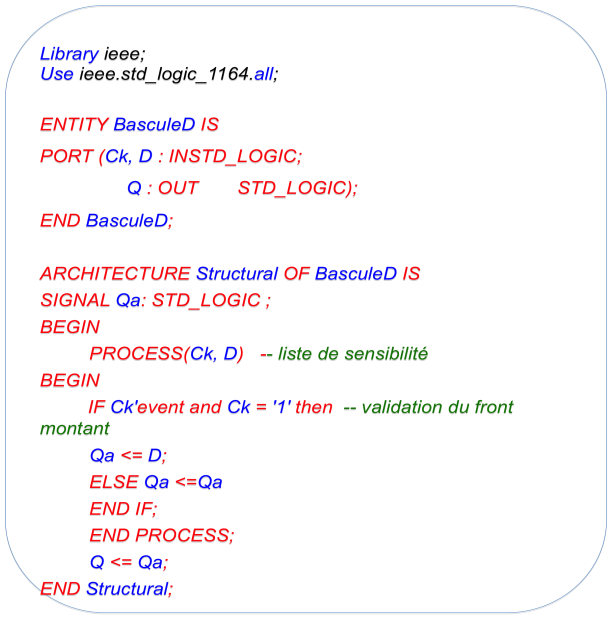 Library ieee;
Use ieee.std_logic_1164.all;
ENTITY BasculeD IS
PORT (Ck, D : INSTD_LOGIC;
Q : OUT STD_LOGIC);
END BasculeD;
ARCHITECTURE Structural OF BasculeD IS
SIGNAL Qa: STD_LOGIC ;
BEGIN
PROCESS(Ck, D) -- liste de sensibilité
BEGIN
IF Ck'event and Ck = '1' then -- validation du front
montant
Qa <= D;
ELSE Qa <=Qa
END IF;
END PROCESS;
Q <= Qa;
END Structural;